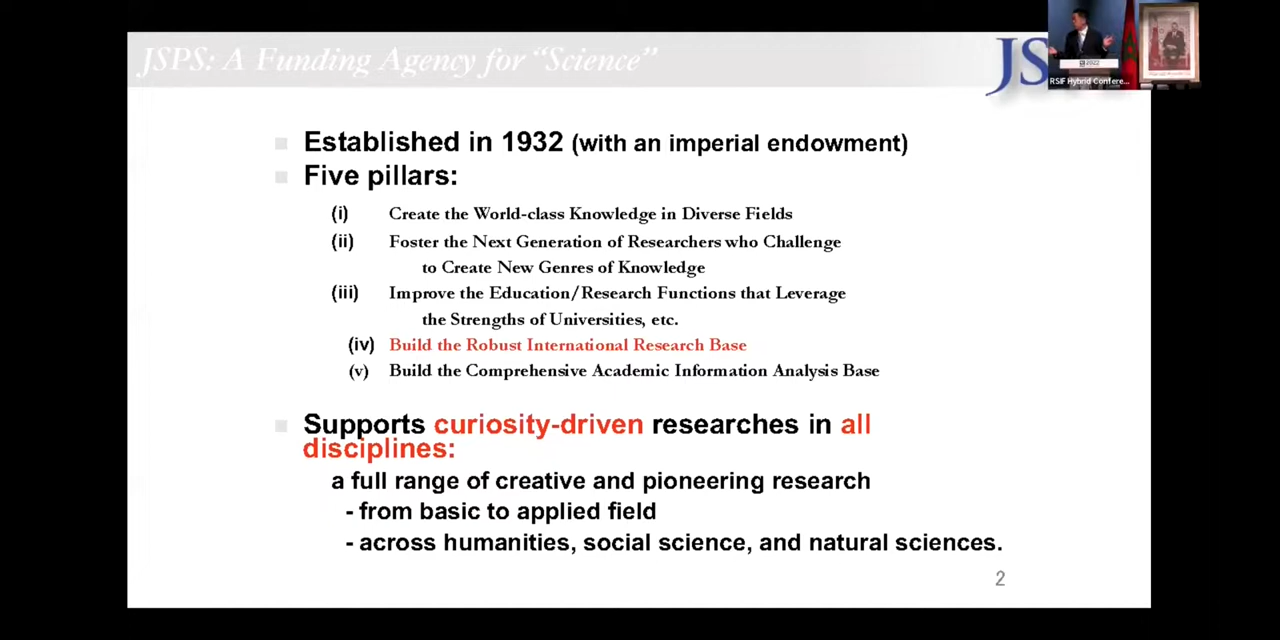 JSPS: A Funding Agency for “Science”
JS
2022
RSIF Hybrid Confere...
Established in 1932 (with an imperial endowment)
Five pillars:
(i) Create the World-class Knowledge in Diverse Fields
(ii) Foster the Next Generation of Researchers who Challenge
to Create New Genres of Knowledge
(iii) Improve the Education/Research Functions that Leverage
the Strengths of Universities, etc.
(iv) Build the Robust International Research Base
(v) Build the Comprehensive Academic Information Analysis Base
Supports curiosity-driven researches in all
disciplines:
a full range of creative and pioneering research
- from basic to applied field
- across humanities, social science, and natural sciences.
2